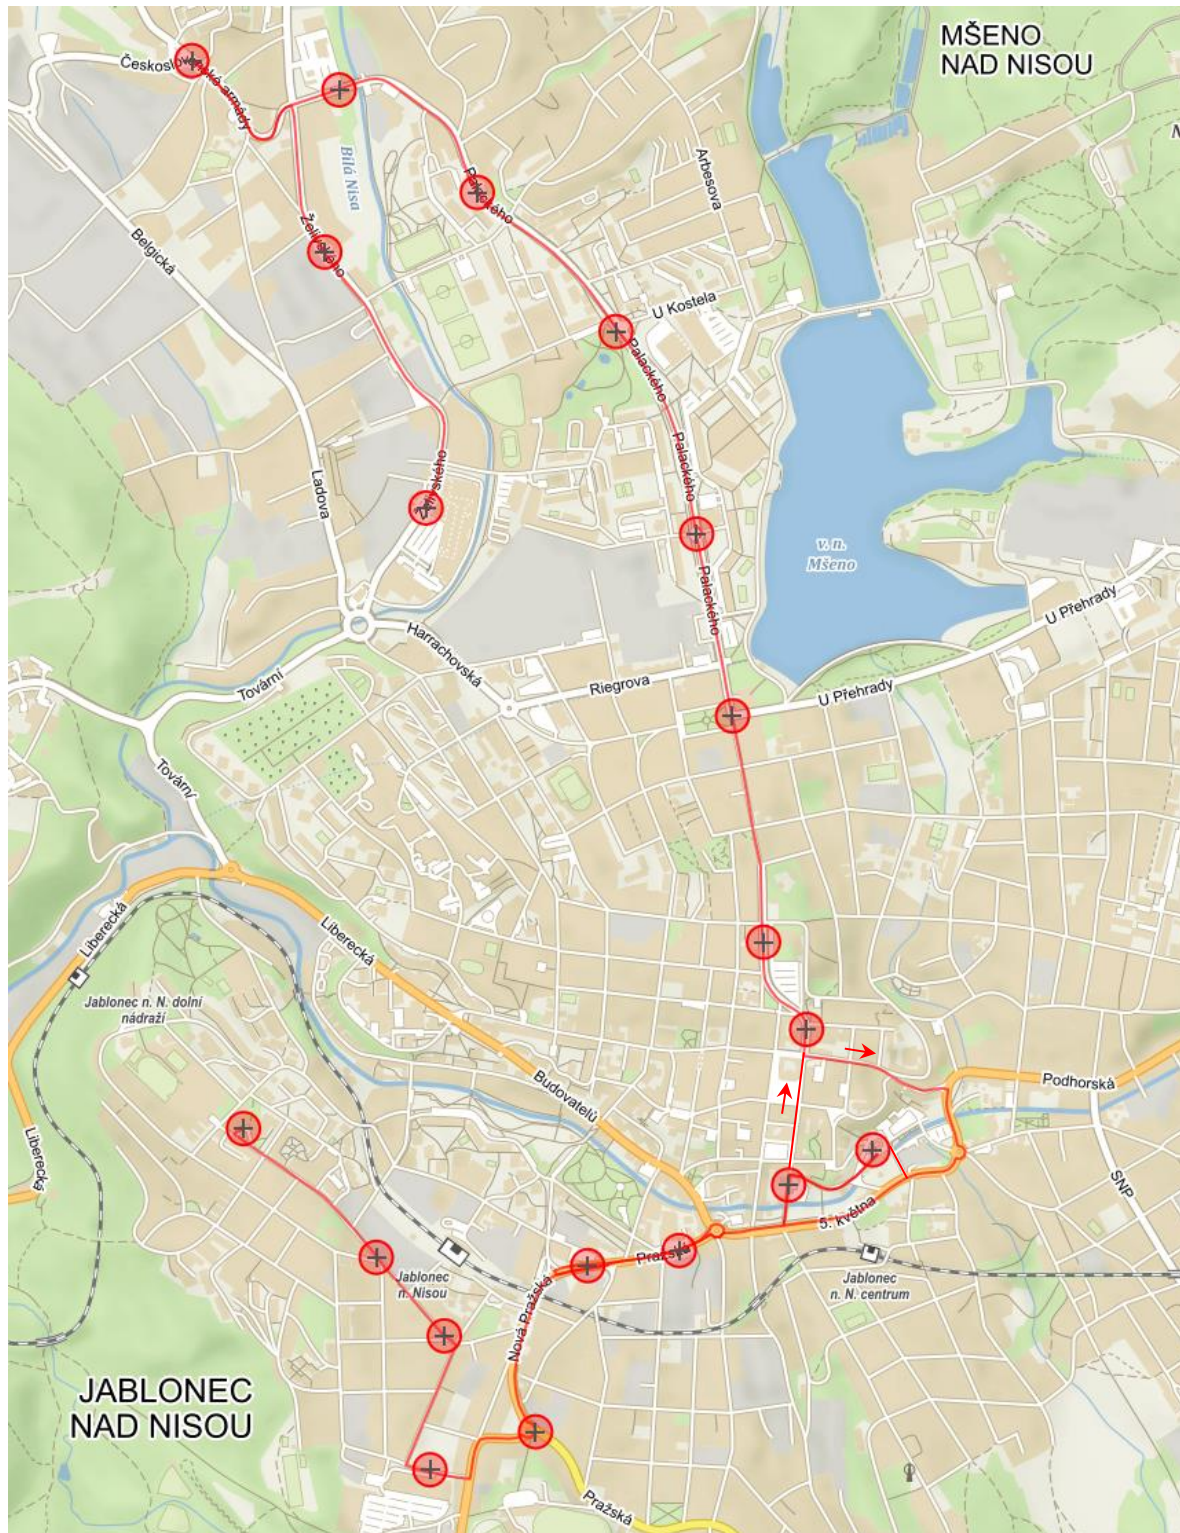 MŠENO
NAD NISOU
Československé armády
Bílá Nisa
Arbesova
Palackého
Želivského
Belgická
U Kostela
Palackého
Palackého
Ladova
Želivského
v. n.
Mšeno
Palackého
U Přehrady
Harrachovská
Riegrova
U Přehrady
Tovární
Tovární
Liberecká
Liberecká
Jablonec n. N. dolní
nádraží
Budovatelů
Podhorská
Liberecká
SNP
5. května
Pražská
Jablonec
n. Nisou
Jablonec
n. N. centrum
Nová Pražská
JABLONEC
NAD NISOU
Pražská